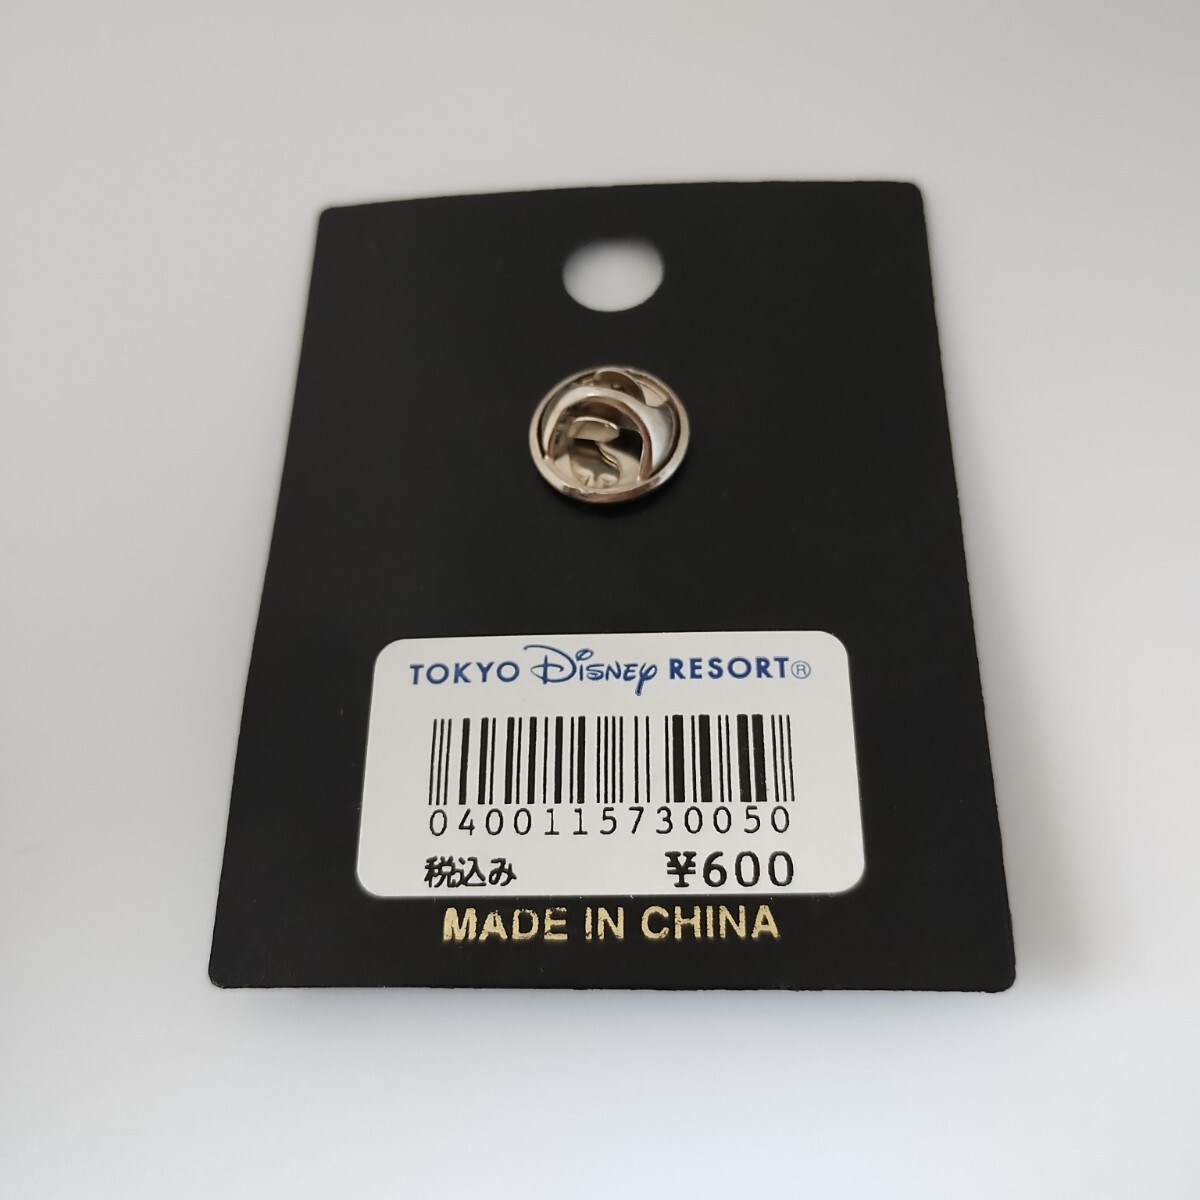 TOKYO Disney RESORT®
0400115730050
税込み ¥600
MADE IN CHINA